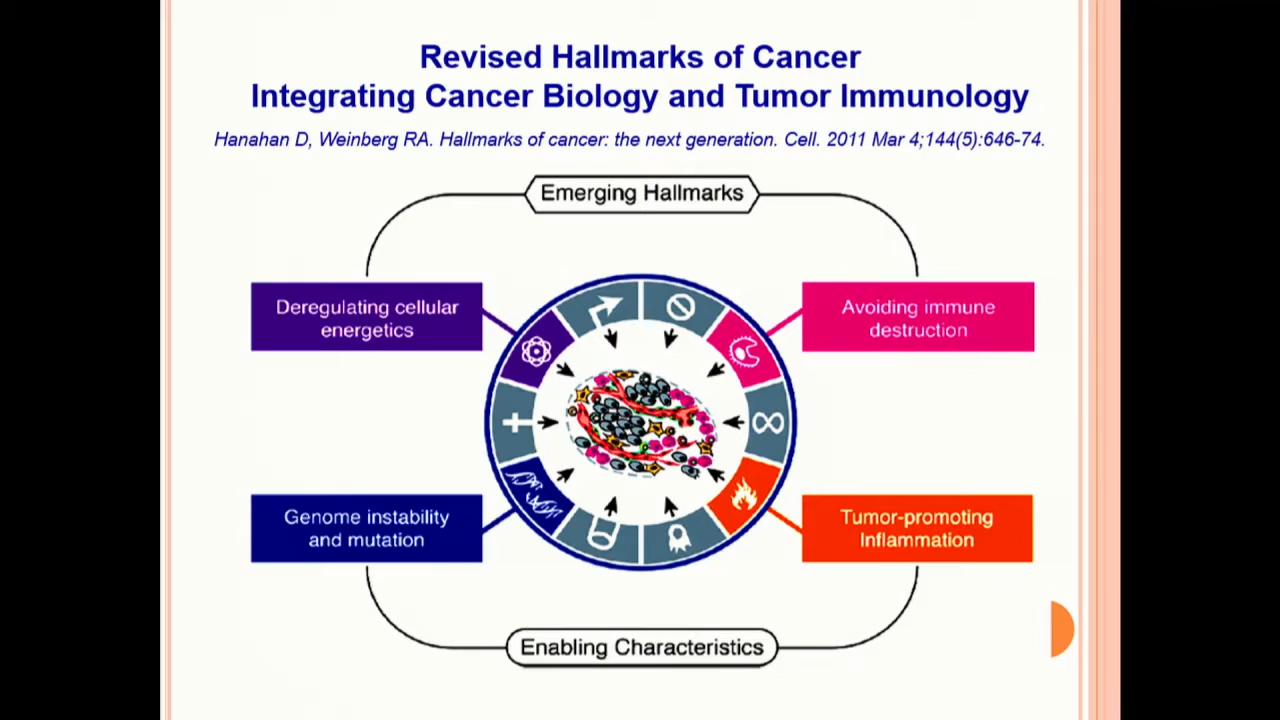 Revised Hallmarks of Cancer
Integrating Cancer Biology and Tumor Immunology
Hanahan D, Weinberg RA. Hallmarks of cancer: the next generation. Cell. 2011 Mar 4;144(5):646-74.
Emerging Hallmarks
Deregulating cellular
energetics
Avoiding immune
destruction
Genome instability
and mutation
Tumor-promoting
Inflammation
Enabling Characteristics